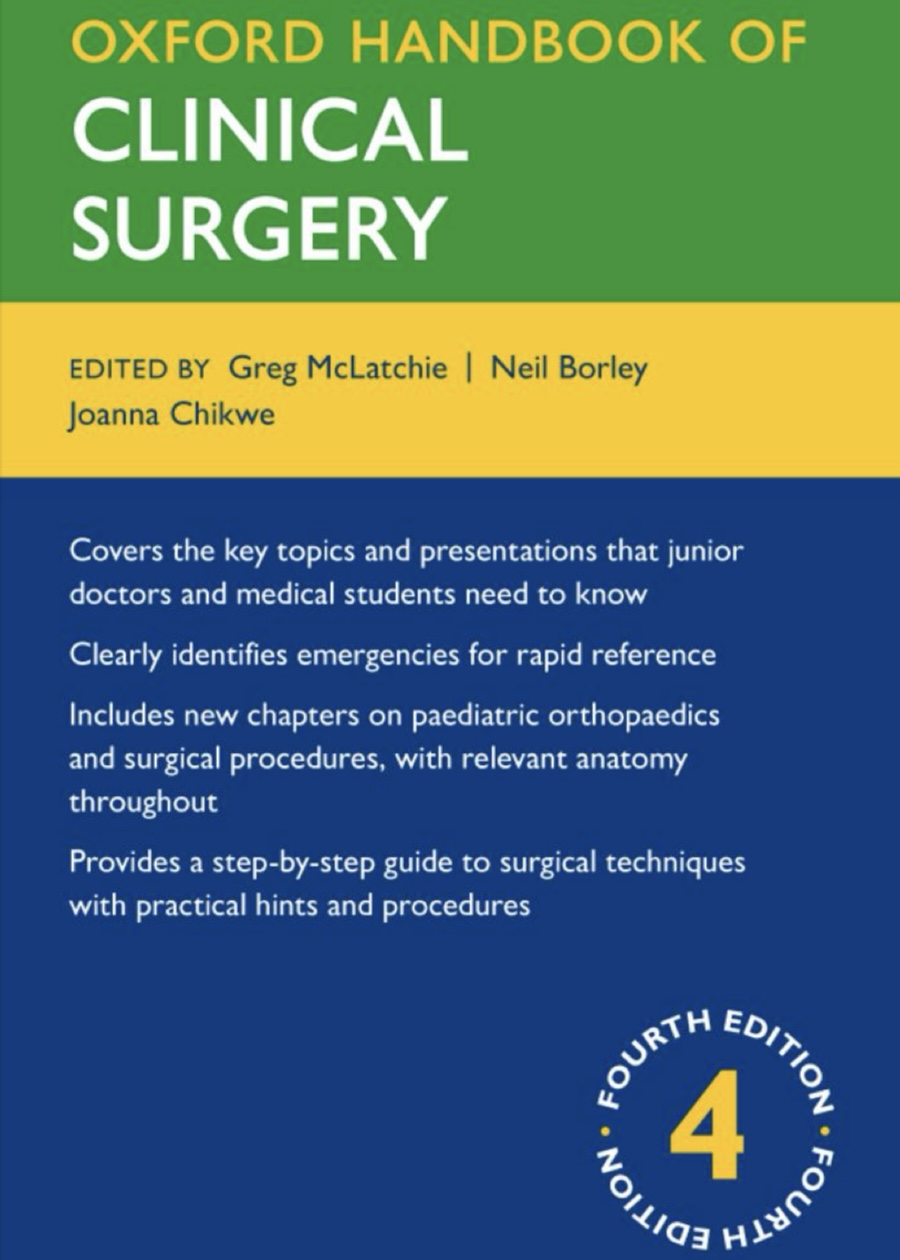 OXFORD HANDBOOK OF
CLINICAL
SURGERY
EDITED BY Greg McLatchie | Neil Borley
Joanna Chikwe
Covers the key topics and presentations that junior
doctors and medical students need to know
Clearly identifies emergencies for rapid reference
Includes new chapters on paediatric orthopaedics
and surgical procedures, with relevant anatomy
throughout
Provides a step-by-step guide to surgical techniques
with practical hints and procedures
FOURTH EDITION · FOURTH EDITION ·
4